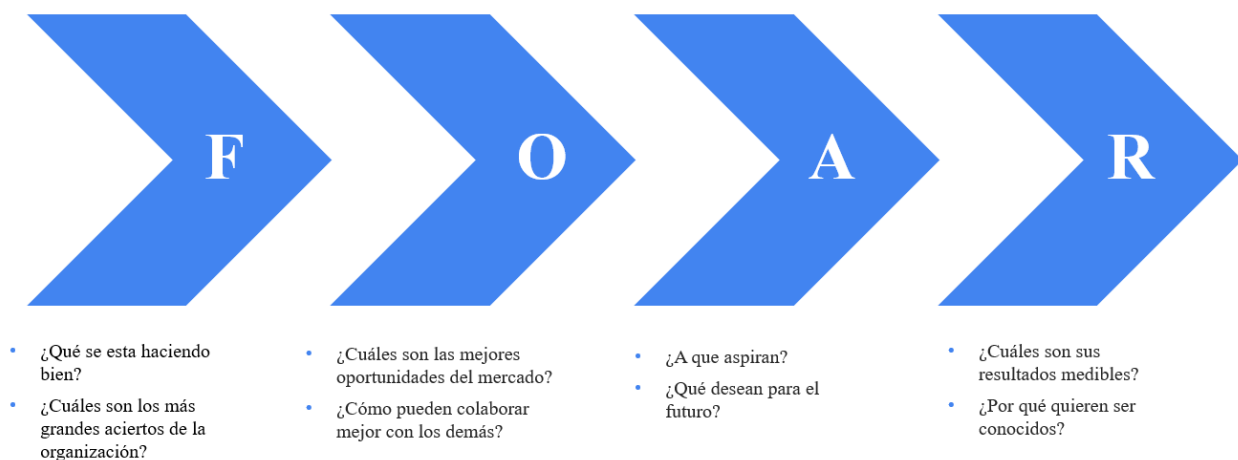 F
O
A
R
¿Qué se esta haciendo
bien?
¿Cuáles son los más
grandes aciertos de la
organización?
¿Cuáles son las mejores
oportunidades del mercado?
¿Cómo pueden colaborar
mejor con los demás?
¿A que aspiran?
¿Qué desean para el
futuro?
¿Cuáles son sus
resultados medibles?
¿Por qué quieren ser
conocidos?